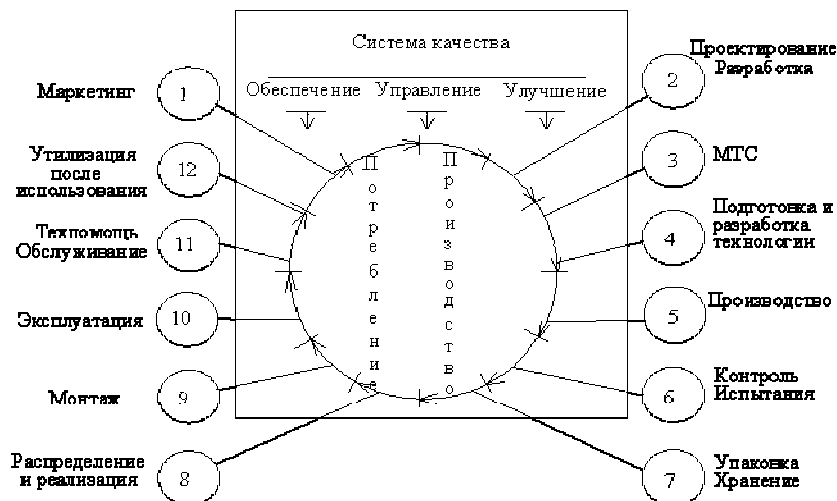 Система качества
Обеспечение Управление Улучшение
Маркетинг
1
2
Проектирование
Разработка
Утилизация
после
использования
12
3
МТС
Техпомощь
Обслуживание
11
4
Подготовка и
разработка
технологии
Эксплуатация
10
5
Производство
Монтаж
9
6
Контроль
Испытания
Распределение
и реализация
8
7
Упаковка
Хранение
Потребление
Производство